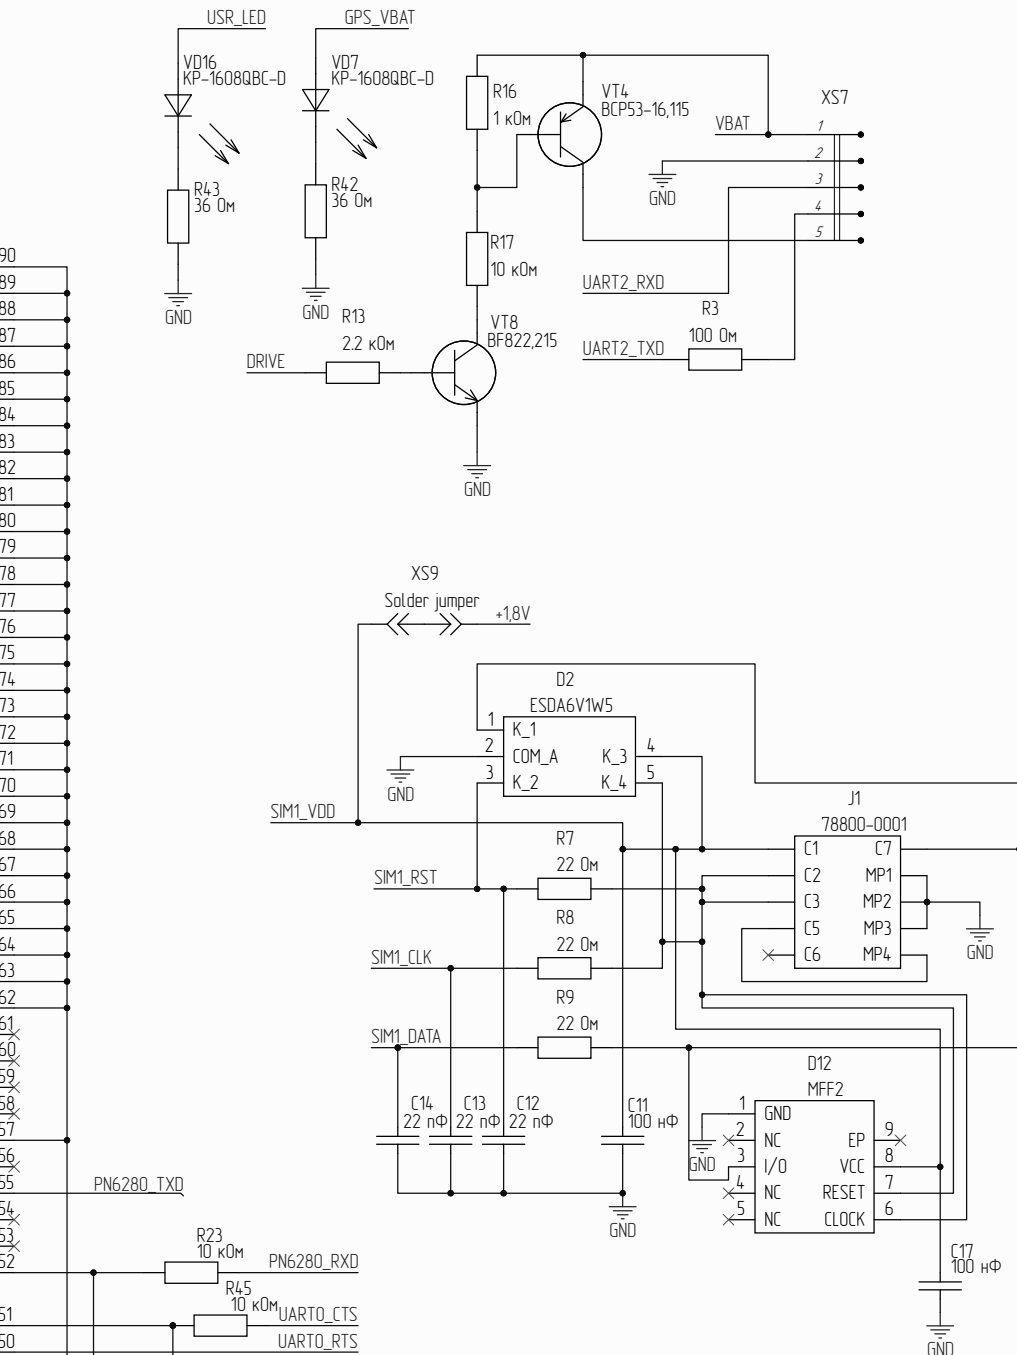 USR_LED
GPS_VBAT
VD16
KP-1608QBC-D
VD7
KP-1608QBC-D
R16
1 кОм
VT4
BCP53-16,115
XS7
VBAT
1
2
3
4
5
GND
R43
36 Ом
R42
36 Ом
R17
10 кОм
UART2_RXD
GND
GND
R13
2.2 кОм
VT8
BF822,215
R3
100 Ом
UART2_TXD
DRIVE
GND
90
89
88
87
86
85
84
83
82
81
80
79
78
77
76
75
74
73
72
71
70
69
68
67
66
65
64
63
62
61
60
59
58
57
56
55
54
53
52
51
50
XS9
Solder jumper
+1,8V
D2
ESDA6V1W5
1
K_1
2
COM_A
3
K_2
K_3
4
K_4
5
GND
SIM1_VDD
J1
78800-0001
C1
C7
C2
MP1
C3
MP2
C5
MP3
C6
MP4
GND
R7
22 Ом
SIM1_RST
R8
22 Ом
SIM1_CLK
R9
22 Ом
SIM1_DATA
C14
22 пФ
C13
22 пФ
C12
22 пФ
C11
100 нФ
GND
D12
MFF2
1
GND
2
NC
3
I/O
4
NC
5
NC
EP
9
VCC
8
RESET
7
CLOCK
6
GND
C17
100 нФ
GND
PN6280_TXD
R23
10 кОм
PN6280_RXD
R45
10 кОм
UART0_CTS
UART0_RTS